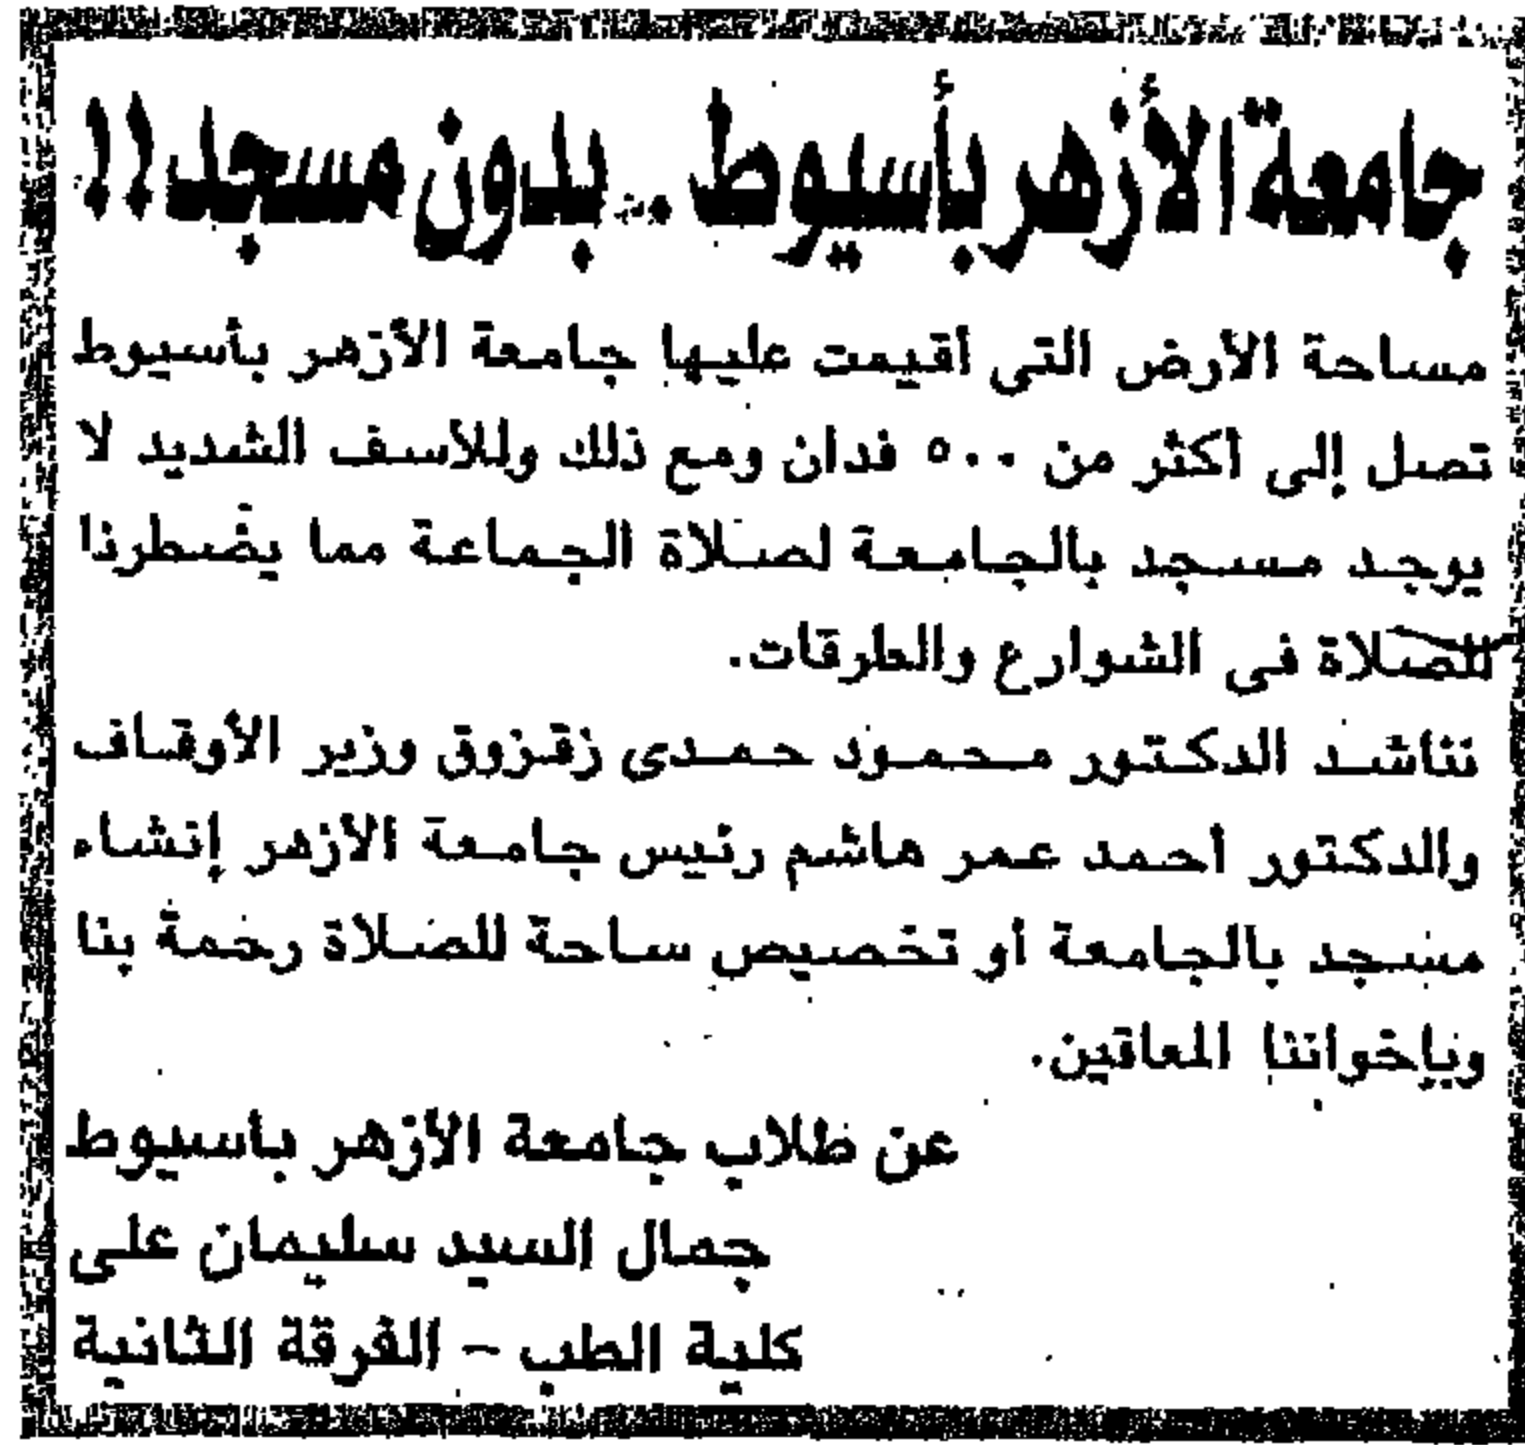 جامعة الأزهر بأسيوط .. بدون مسجد !!
مساحة الأرض التى أقيمت عليها جامعة الأزهر بأسيوط
تصل إلى أكثر من ٥٠٠ فدان ومع ذلك وللأسف الشديد لا
يوجد مسجد بالجامعة لصلاة الجماعة مما يضطرنا
للصلاة فى الشوارع والطرقات.
نناشد الدكتور محمود حمدى زقزوق وزير الأوقاف
والدكتور احمد عمر هاشم رئيس جامعة الأزهر إنشاء
مسجد بالجامعة أو تخصيص ساحة للصلاة رحمة بنا
وبإخواننا المعاقين.
عن طلاب جامعة الأزهر بأسيوط
جمال السيد سليمان على
كلية الطب - الفرقة الثانية